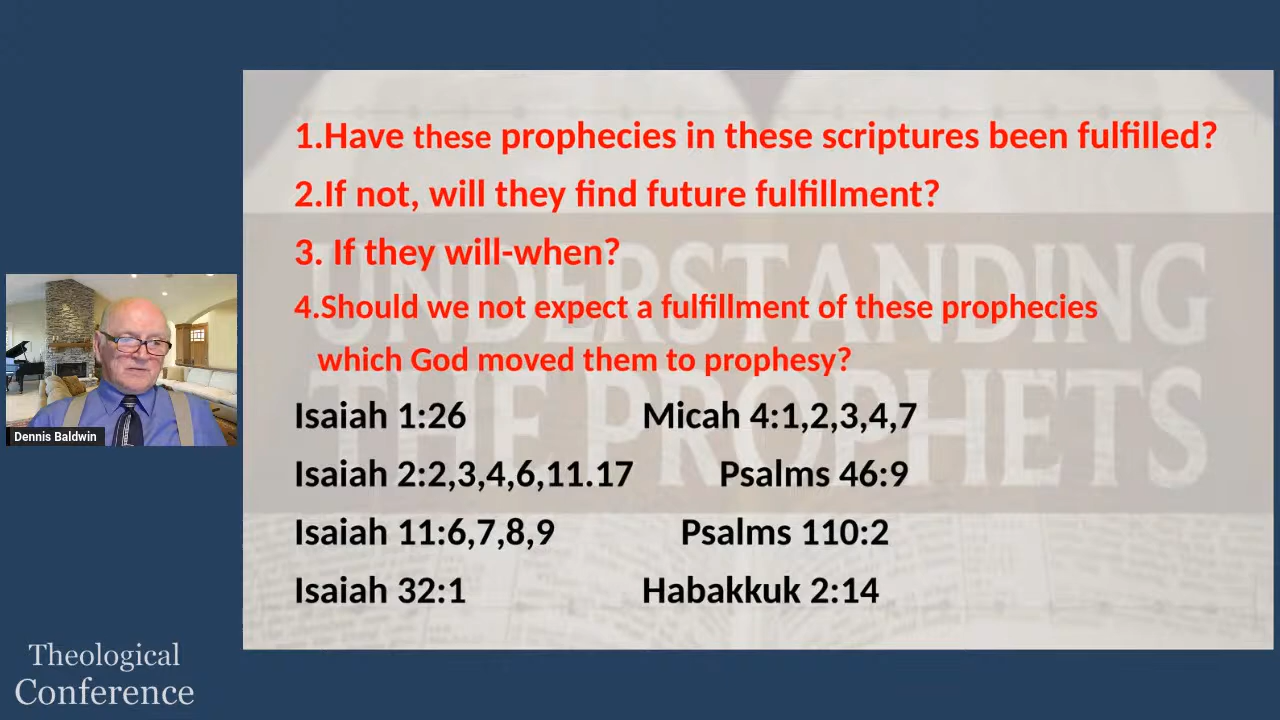 1.Have these prophecies in these scriptures been fulfilled?
2.If not, will they find future fulfillment?
3. If they will-when?
4.Should we not expect a fulfillment of these prophecies
which God moved them to prophesy?
Isaiah 1:26 Micah 4:1,2,3,4,7
Isaiah 2:2,3,4,6,11.17 Psalms 46:9
Isaiah 11:6,7,8,9 Psalms 110:2
Isaiah 32:1 Habakkuk 2:14
UNDERSTANDING
THE PROPHETS
Dennis Baldwin
Theological
Conference